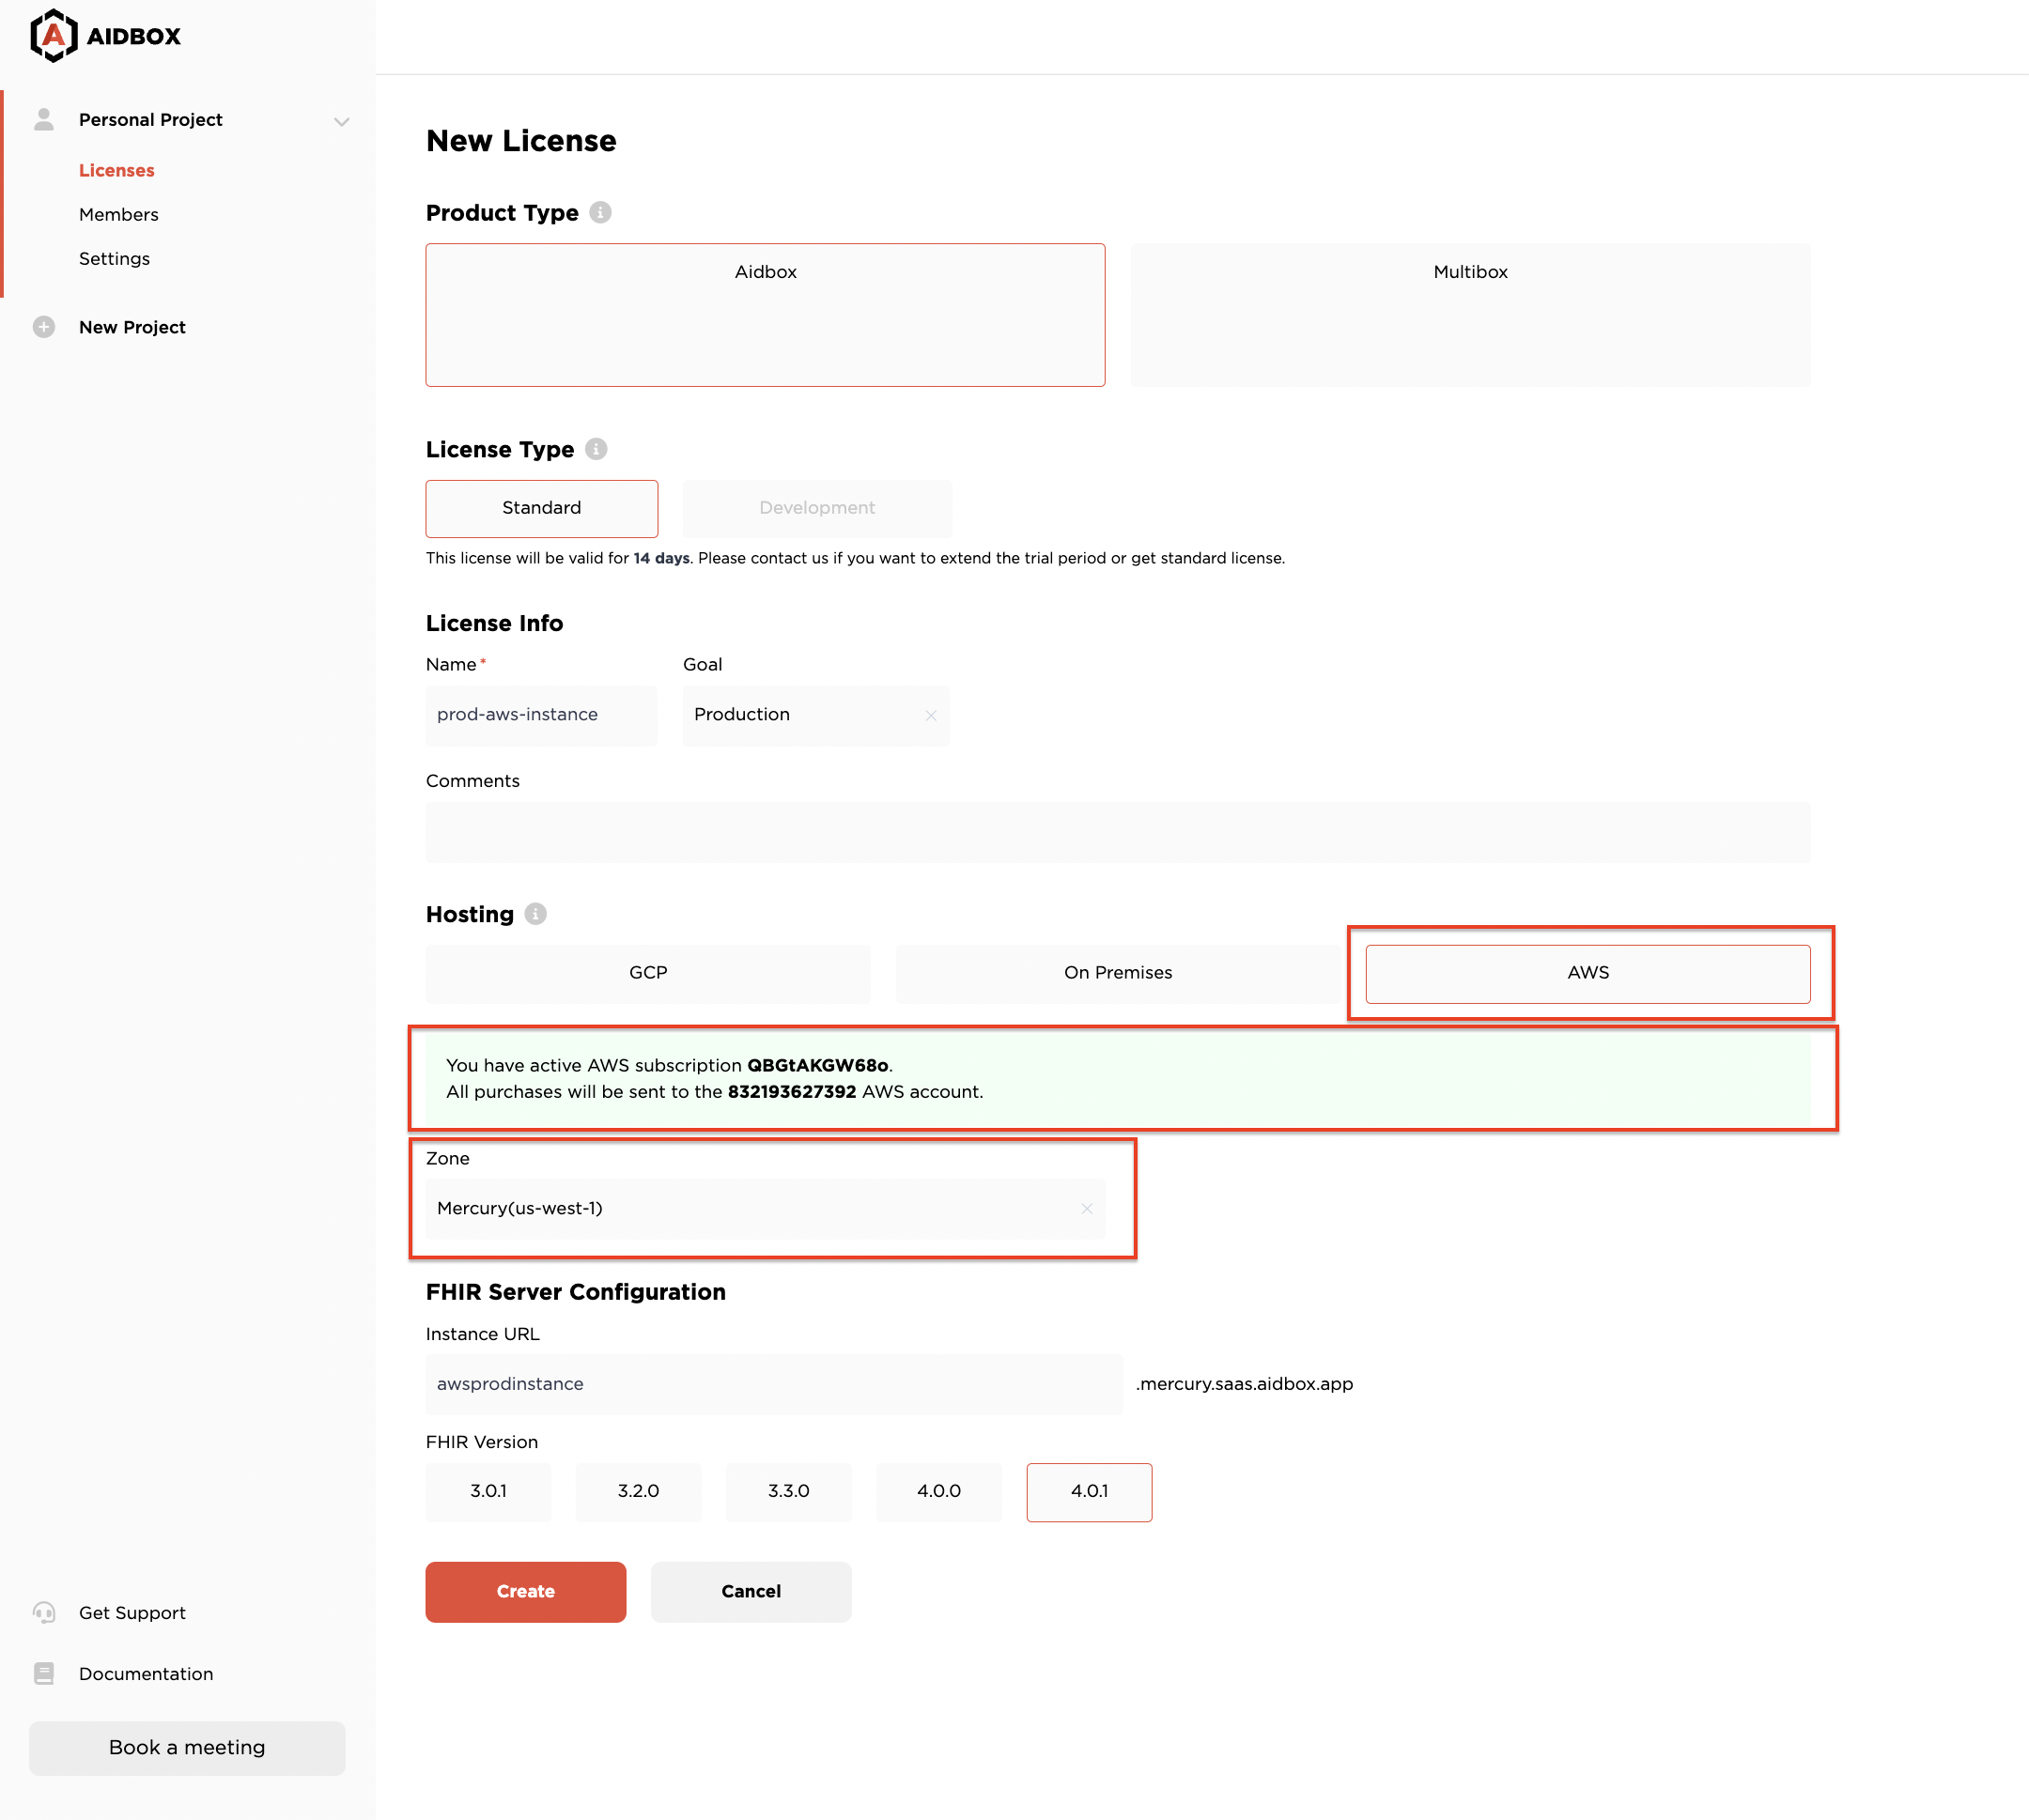 AIDBOX
Personal Project
Licenses
Members
Settings
New Project
New License
Product Type
Aidbox
Multibox
License Type
Standard
Development
This license will be valid for 14 days. Please contact us if you want to extend the trial period or get standard license.
License Info
Name*
Goal
prod-aws-instance
Production
Comments
Hosting
GCP
On Premises
AWS
You have active AWS subscription QBGtAKGW68o.
All purchases will be sent to the 832193627392 AWS account.
Zone
Mercury(us-west-1)
FHIR Server Configuration
Instance URL
awsprodinstance
.mercury.saas.aidbox.app
FHIR Version
3.0.1
3.2.0
3.3.0
4.0.0
4.0.1
Create
Cancel
Get Support
Documentation
Book a meeting